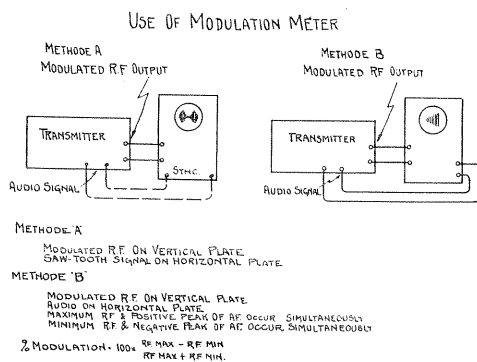 USE OF MODULATION METER
METHODE A
MODULATED R.F OUTPUT
TRANSMITTER
SYNC.
AUDIO SIGNAL
METHODE B
MODULATED RF OUTPUT
TRANSMITTER
AUDIO SIGNAL
METHODE 'A'
MODULATED R.F. ON VERTICAL PLATE
SAW-TOOTH SIGNAL ON HORIZONTAL PLATE
METHODE "B"
MODULATED R.F. ON VERTICAL PLATE
AUDIO ON HORIZONTAL PLATE
MAXIMUM RF & POSITIVE PEAK OF AF. OCCUR SIMULTANEOUSLY
MINIMUM R.F. & NEGATIVE PEAK OF AF. OCCUR SIMULTANEOUSLY
% MODULATION = 100x RF MAX - RF MIN
RF MAX + RF MIN.